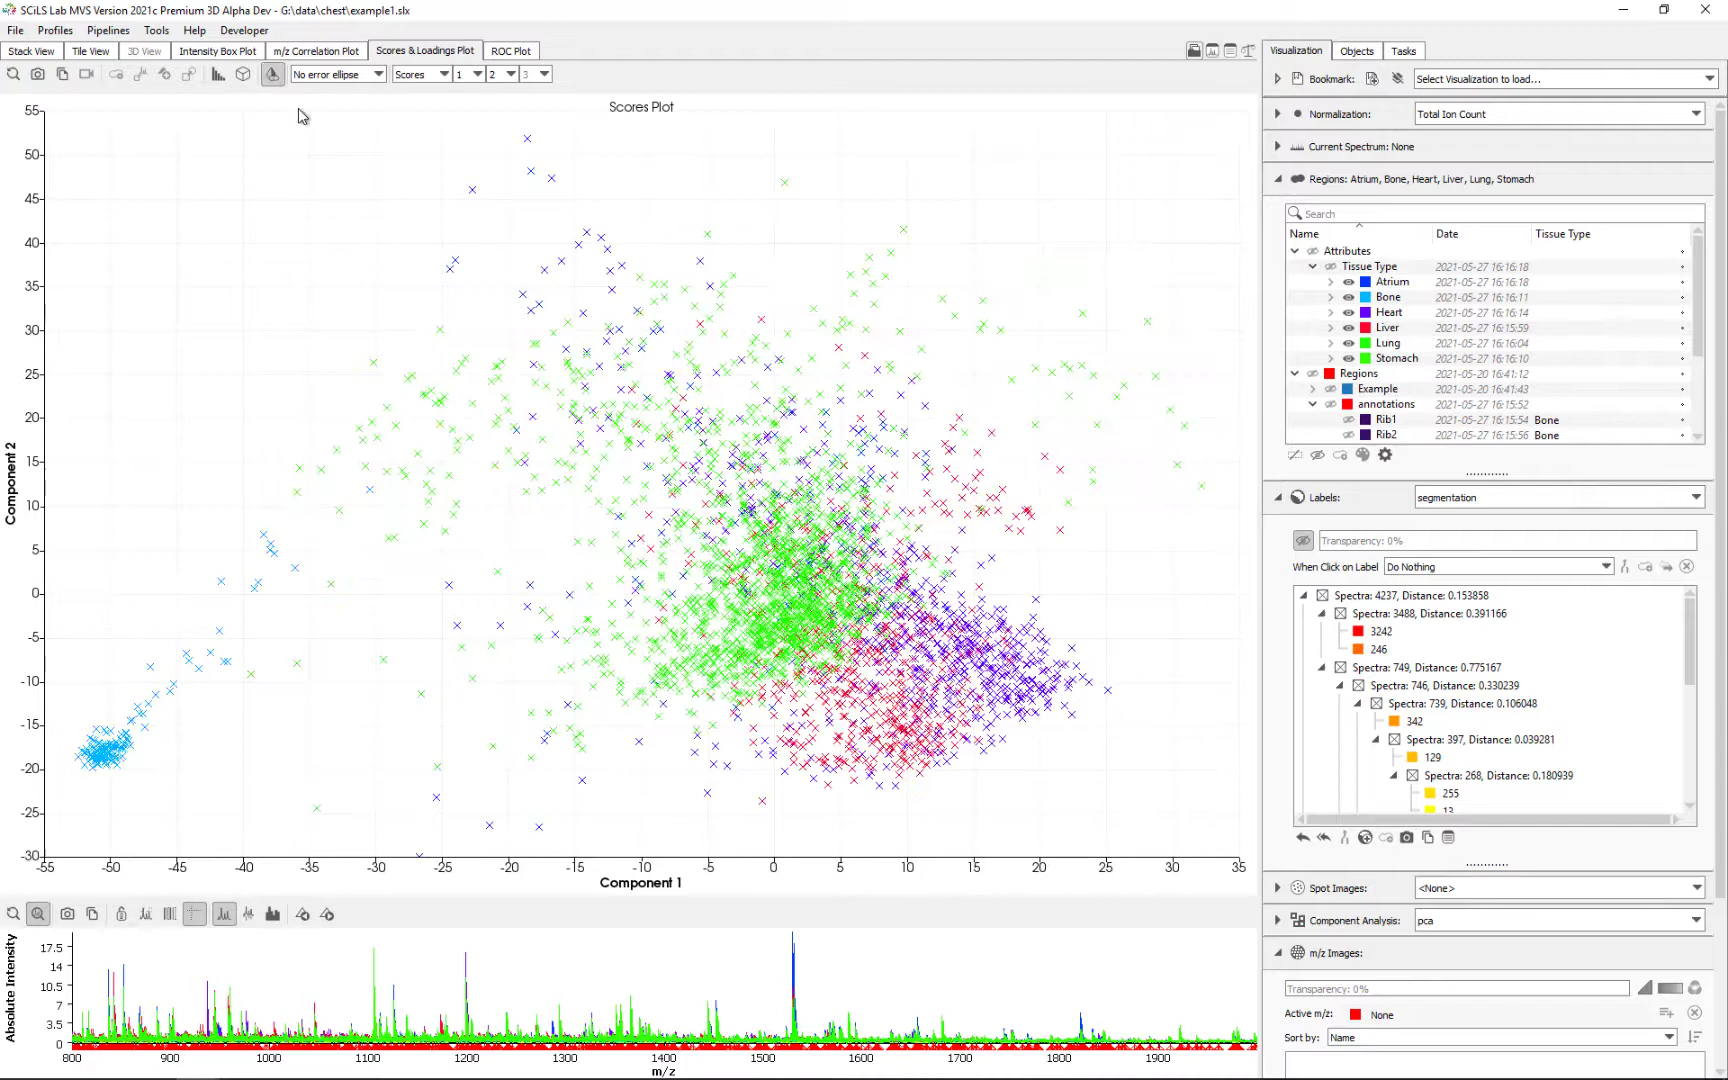 SCiLS Lab MVS Version 2021c Premium 3D Alpha Dev - G:\data\chest\example1.slx
File Profiles Pipelines Tools Help Developer
Stack View Tile View 3D View Intensity Box Plot m/z Correlation Plot Scores & Loadings Plot ROC Plot
No error ellipse Scores 1 2 3
Scores Plot
55
50
45
40
35
30
25
20
15
10
5
0
-5
-10
-15
-20
-25
-30
Component 2
-55 -50 -45 -40 -35 -30 -25 -20 -15 -10 -5 0 5 10 15 20 25 30 35
Component 1
Absolute Intensity
17.5
14
10.5
7
3.5
0
800 900 1000 1100 1200 1300 1400 1500 1600 1700 1800 1900
m/z
Visualization Objects Tasks
Bookmark: Select Visualization to load...
Normalization: Total Ion Count
Current Spectrum: None
Regions: Atrium, Bone, Heart, Liver, Lung, Stomach
Search
Name Date Tissue Type
Attributes
Tissue Type 2021-05-27 16:16:18
Atrium 2021-05-27 16:16:18
Bone 2021-05-27 16:16:11
Heart 2021-05-27 16:16:14
Liver 2021-05-27 16:15:59
Lung 2021-05-27 16:16:04
Stomach 2021-05-27 16:16:10
Regions 2021-05-20 16:41:12
Example 2021-05-20 16:41:43
annotations 2021-05-27 16:15:52
Rib1 2021-05-27 16:15:54 Bone
Rib2 2021-05-27 16:15:56 Bone
Labels: segmentation
Transparency: 0%
When Click on Label Do Nothing
Spectra: 4237, Distance: 0.153858
Spectra: 3488, Distance: 0.391166
3242
246
Spectra: 749, Distance: 0.775167
Spectra: 746, Distance: 0.330239
Spectra: 739, Distance: 0.106048
342
Spectra: 397, Distance: 0.039281
129
Spectra: 268, Distance: 0.180939
255
13
Spot Images: <None>
Component Analysis: pca
m/z Images:
Transparency: 0%
Active m/z: None
Sort by: Name